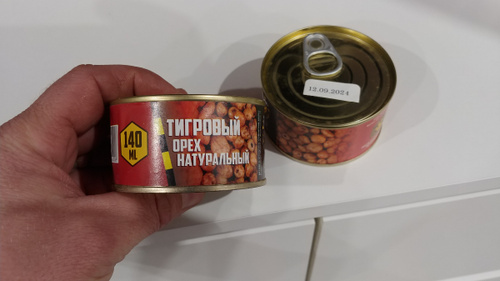 140
ML
ТИГРОВЫЙ
ОРЕХ
НАТУРАЛЬНЫЙ
12.09.2024